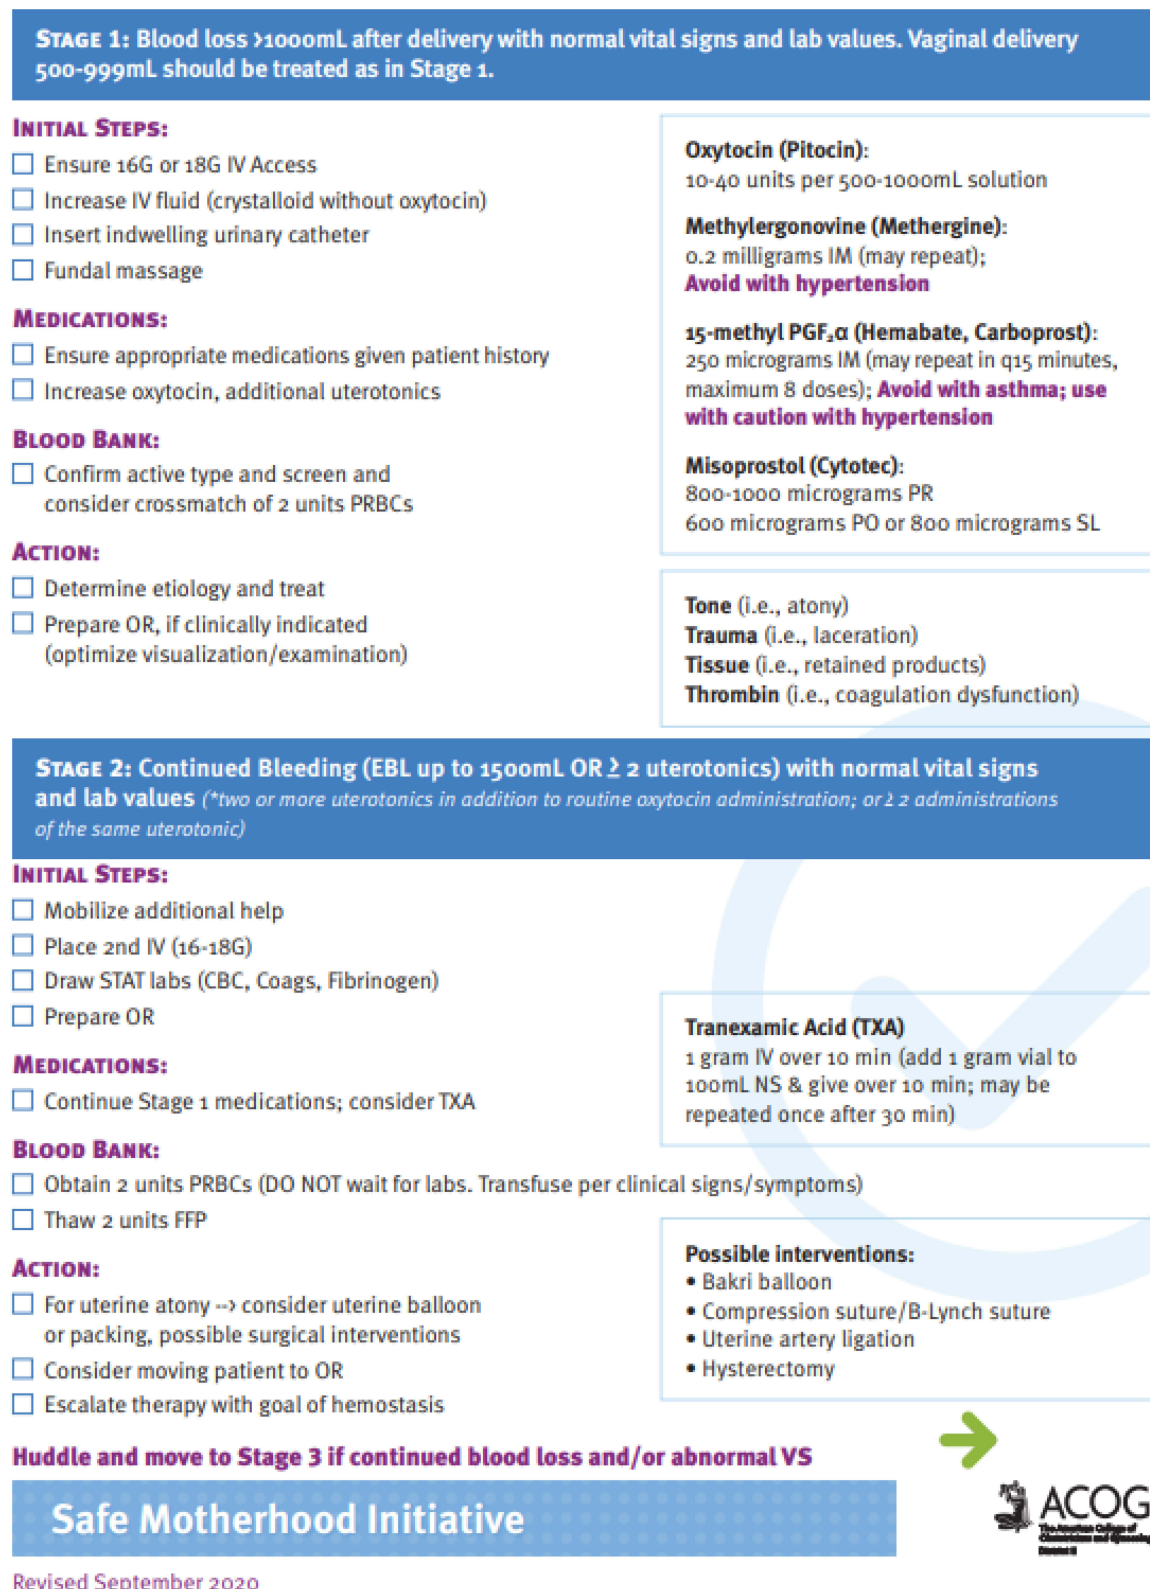 STAGE 1: Blood loss >1000mL after delivery with normal vital signs and lab values. Vaginal delivery
500-999mL should be treated as in Stage 1.
INITIAL STEPS:
Ensure 16G or 18G IV Access
Increase IV fluid (crystalloid without oxytocin)
Insert indwelling urinary catheter
Fundal massage
MEDICATIONS:
Ensure appropriate medications given patient history
Increase oxytocin, additional uterotonics
BLOOD BANK:
Confirm active type and screen and
consider crossmatch of 2 units PRBCs
ACTION:
Determine etiology and treat
Prepare OR, if clinically indicated
(optimize visualization/examination)
Oxytocin (Pitocin):
10-40 units per 500-1000mL solution
Methylergonovine (Methergine):
0.2 milligrams IM (may repeat);
Avoid with hypertension
15-methyl PGF₂α (Hemabate, Carboprost):
250 micrograms IM (may repeat in q15 minutes,
maximum 8 doses); Avoid with asthma; use
with caution with hypertension
Misoprostol (Cytotec):
800-1000 micrograms PR
600 micrograms PO or 800 micrograms SL
Tone (i.e., atony)
Trauma (i.e., laceration)
Tissue (i.e., retained products)
Thrombin (i.e., coagulation dysfunction)
STAGE 2: Continued Bleeding (EBL up to 1500mL OR ≥ 2 uterotonics) with normal vital signs
and lab values (*two or more uterotonics in addition to routine oxytocin administration; or ≥ 2 administrations
of the same uterotonic)
INITIAL STEPS:
Mobilize additional help
Place 2nd IV (16-18G)
Draw STAT labs (CBC, Coags, Fibrinogen)
Prepare OR
MEDICATIONS:
Continue Stage 1 medications; consider TXA
BLOOD BANK:
Obtain 2 units PRBCs (DO NOT wait for labs. Transfuse per clinical signs/symptoms)
Thaw 2 units FFP
ACTION:
For uterine atony --> consider uterine balloon
or packing, possible surgical interventions
Consider moving patient to OR
Escalate therapy with goal of hemostasis
Tranexamic Acid (TXA)
1 gram IV over 10 min (add 1 gram vial to
100mL NS & give over 10 min; may be
repeated once after 30 min)
Possible interventions:
• Bakri balloon
• Compression suture/B-Lynch suture
• Uterine artery ligation
• Hysterectomy
Huddle and move to Stage 3 if continued blood loss and/or abnormal VS
Safe Motherhood Initiative
ACOG
The American College of
Revised September 2020